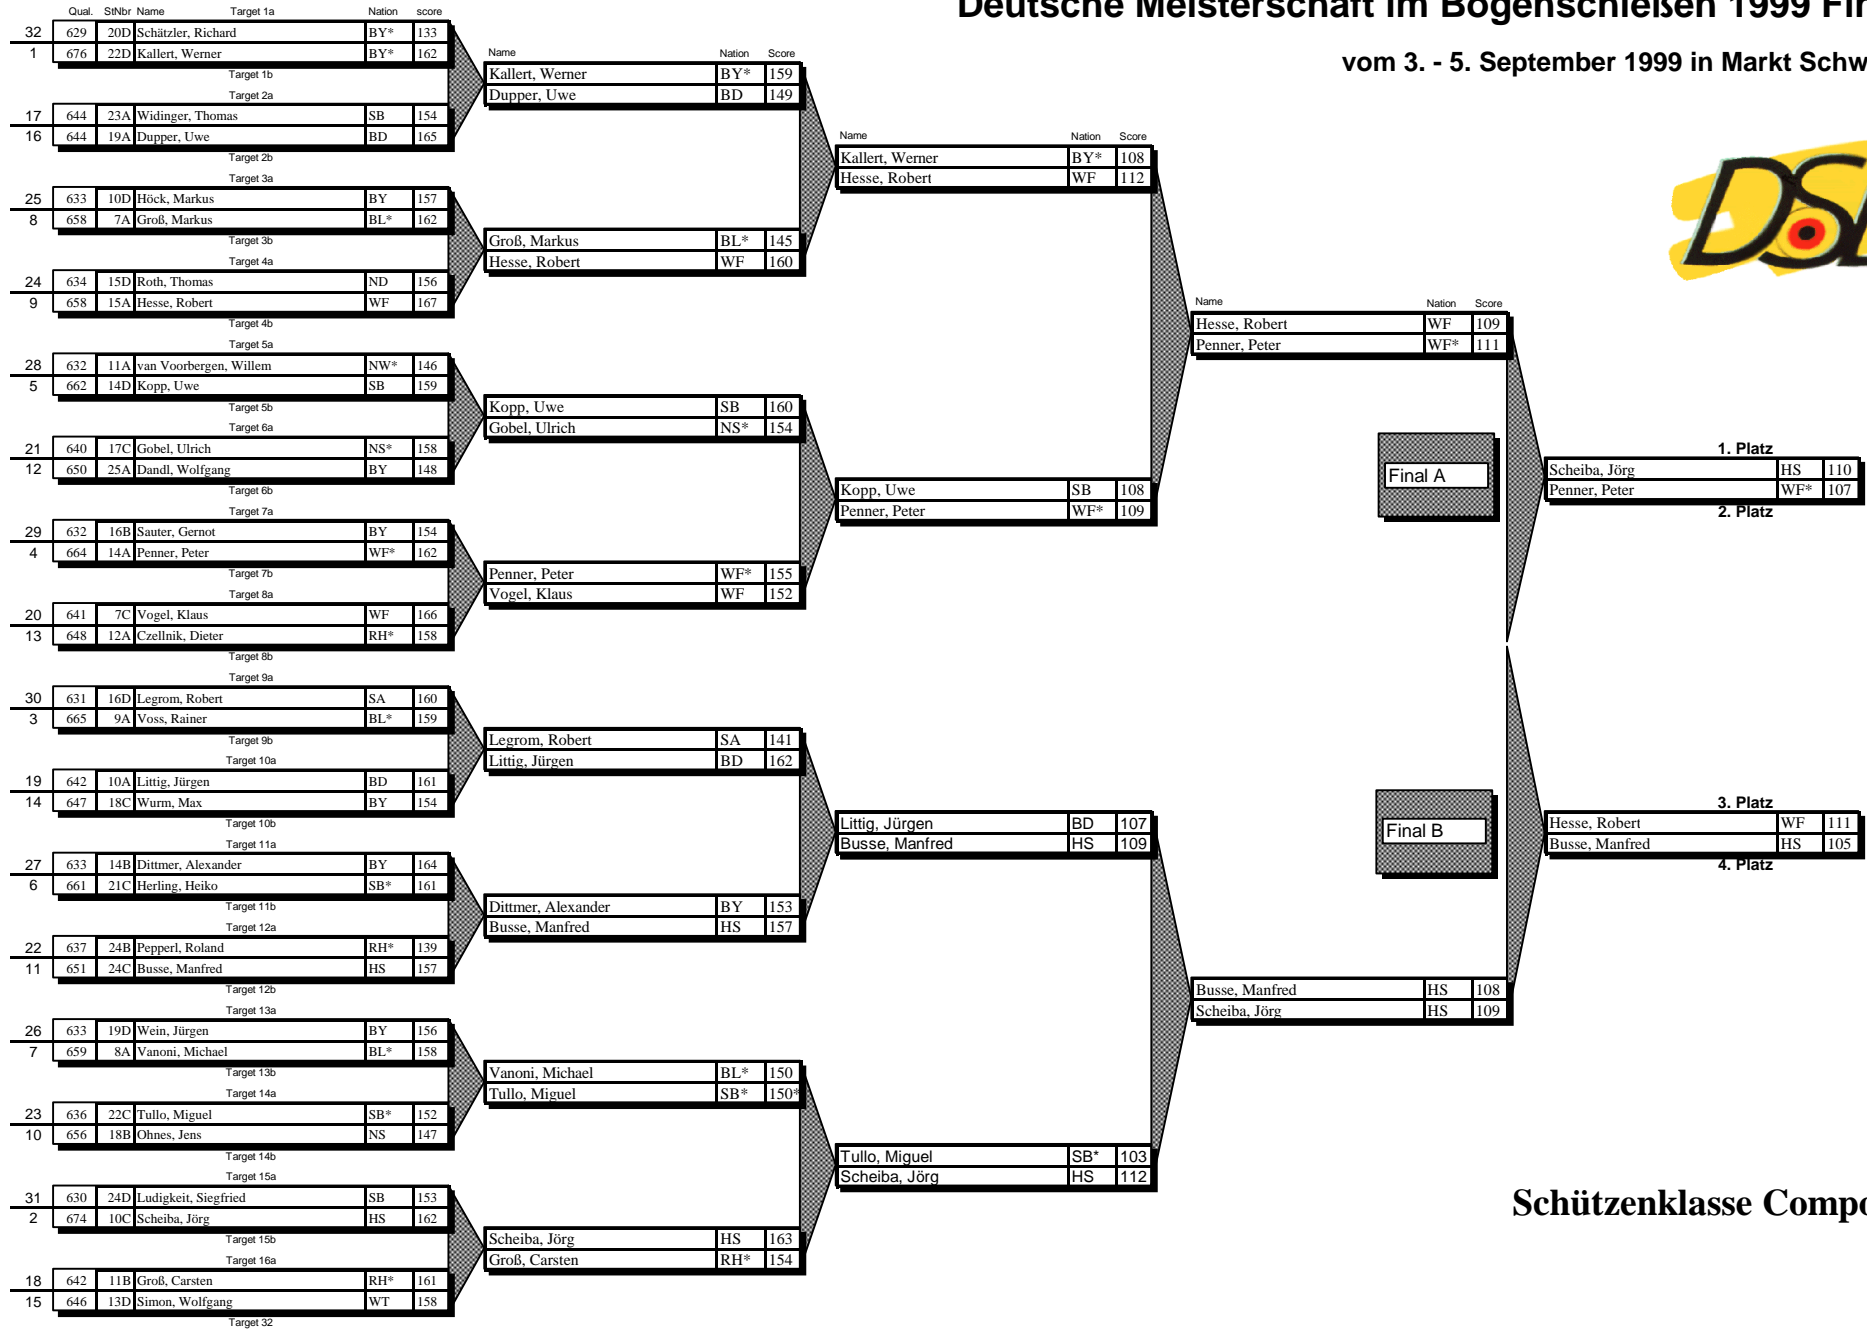 Deutsche Meisterschaft im Bogenschießen 1999
vom 3. - 5. September 1999 in Markt
Qual. StNbr Name Target 1a Nation score
32 629 20D Schätzler, Richard BY* 133
1 676 22D Kallert, Werner BY* 162
Target 1b
Target 2a
17 644 23A Widinger, Thomas SB 154
16 644 19A Dupper, Uwe BD 165
Target 2b
Target 3a
25 633 10D Höck, Markus BY 157
8 658 7A Groß, Markus BL* 162
Target 3b
Target 4a
24 634 15D Roth, Thomas ND 156
9 658 15A Hesse, Robert WF 167
Target 4b
Target 5a
28 632 11A van Voorbergen, Willem NW* 146
5 662 14D Kopp, Uwe SB 159
Target 5b
Target 6a
21 640 17C Gobel, Ulrich NS* 158
12 650 25A Dandl, Wolfgang BY 148
Target 6b
Target 7a
29 632 16B Sauter, Gernot BY 154
4 664 14A Penner, Peter WF* 162
Target 7b
Target 8a
20 641 7C Vogel, Klaus WF 166
13 648 12A Czellnik, Dieter RH* 158
Target 8b
Target 9a
30 631 16D Legrom, Robert SA 160
3 665 9A Voss, Rainer BL* 159
Target 9b
Target 10a
19 642 10A Littig, Jürgen BD 161
14 647 18C Wurm, Max BY 154
Target 10b
Target 11a
27 633 14B Dittmer, Alexander BY 164
6 661 21C Herling, Heiko SB* 161
Target 11b
Target 12a
22 637 24B Pepperl, Roland RH* 139
11 651 24C Busse, Manfred HS 157
Target 12b
Target 13a
26 633 19D Wein, Jürgen BY 156
7 659 8A Vanoni, Michael BL* 158
Target 13b
Target 14a
23 636 22C Tullo, Miguel SB* 152
10 656 18B Ohnes, Jens NS 147
Target 14b
Target 15a
31 630 24D Ludigkeit, Siegfried SB 153
2 674 10C Scheiba, Jörg HS 162
Target 15b
Target 16a
18 642 11B Groß, Carsten RH* 161
15 646 13D Simon, Wolfgang WT 158
Target 32
Name Nation Score
Kallert, Werner BY* 159
Dupper, Uwe BD 149
Groß, Markus BL* 145
Hesse, Robert WF 160
Kopp, Uwe SB 160
Gobel, Ulrich NS* 154
Penner, Peter WF* 155
Vogel, Klaus WF 152
Legrom, Robert SA 141
Littig, Jürgen BD 162
Dittmer, Alexander BY 153
Busse, Manfred HS 157
Vanoni, Michael BL* 150
Tullo, Miguel SB* 150*
Scheiba, Jörg HS 163
Groß, Carsten RH* 154
Name Nation Score
Kallert, Werner BY* 108
Hesse, Robert WF 112
Kopp, Uwe SB 108
Penner, Peter WF* 109
Littig, Jürgen BD 107
Busse, Manfred HS 109
Tullo, Miguel SB* 103
Scheiba, Jörg HS 112
Name Nation Score
Hesse, Robert WF 109
Penner, Peter WF* 111
Busse, Manfred HS 108
Scheiba, Jörg HS 109
Final A
1. Platz
Scheiba, Jörg HS 110
Penner, Peter WF* 107
2. Platz
Final B
3. Platz
Hesse, Robert WF 111
Busse, Manfred HS 105
4. Platz
Schützenklasse